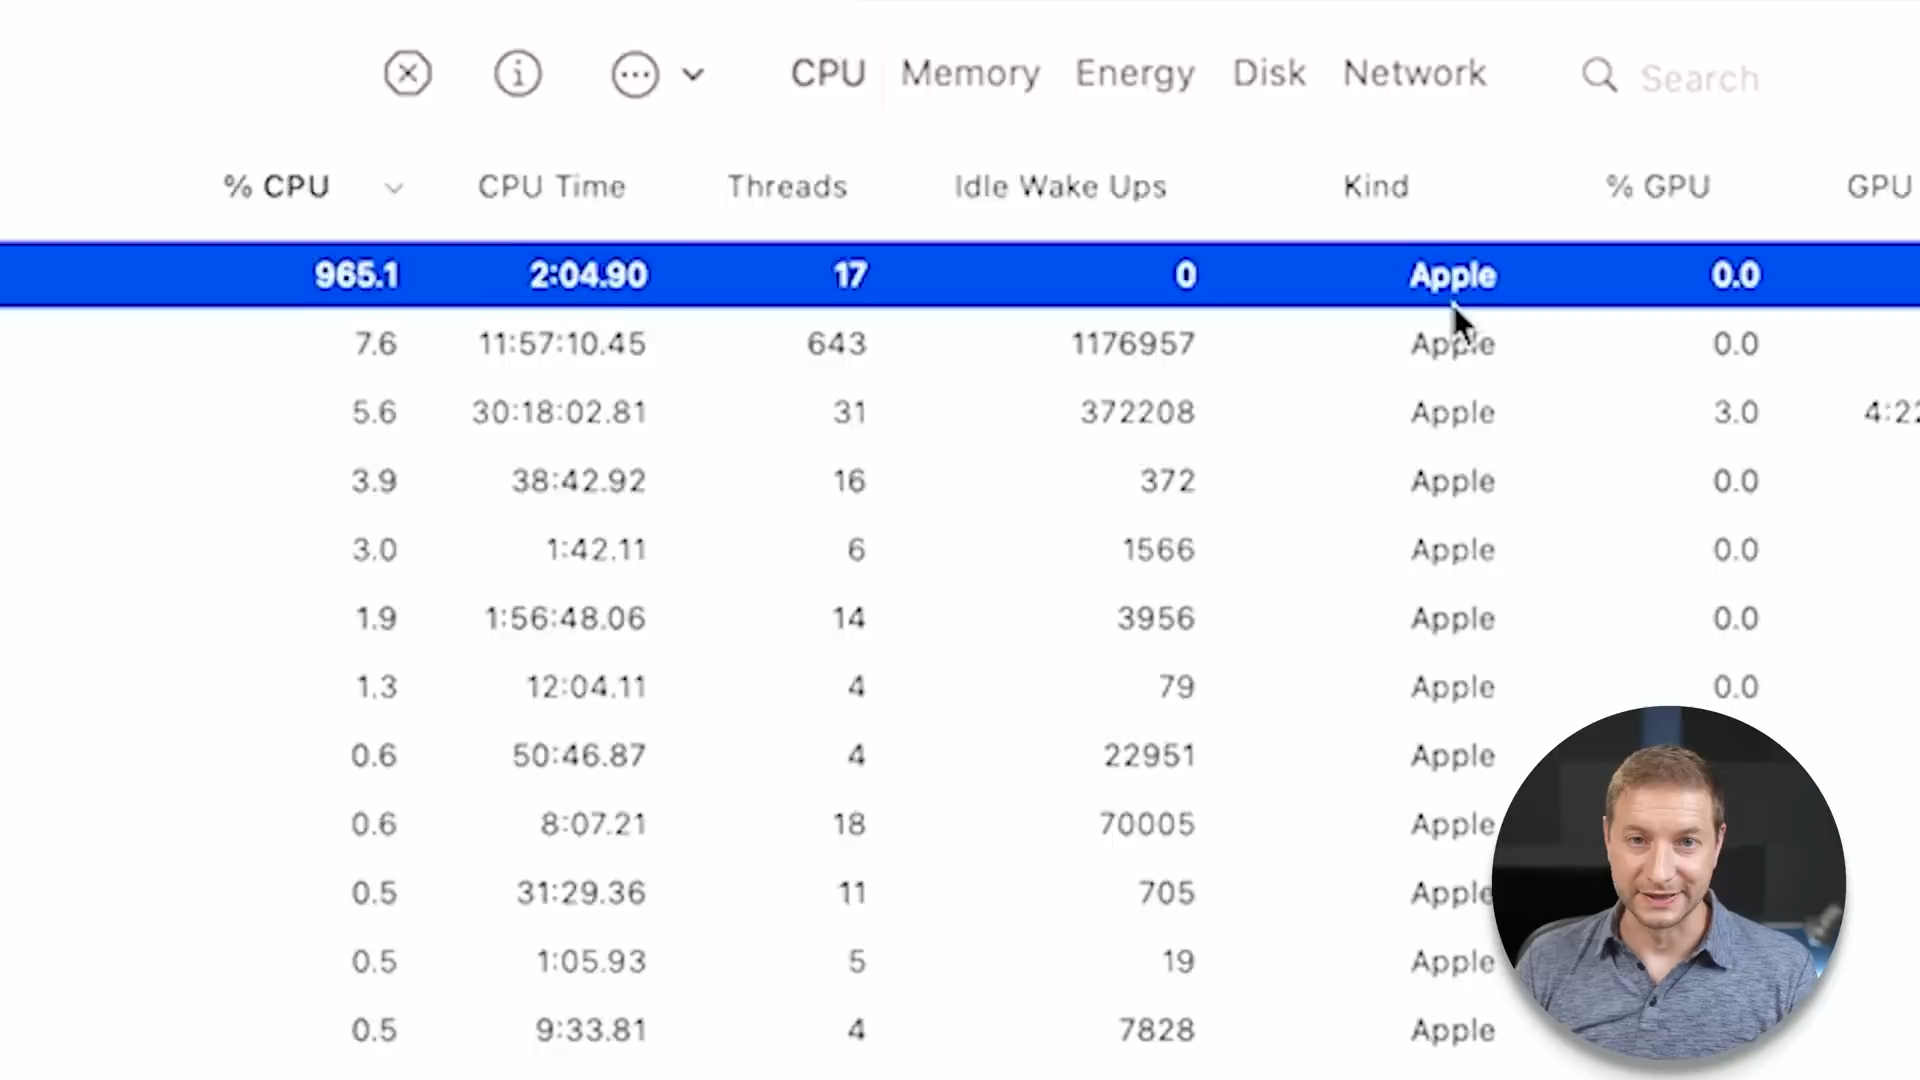 CPU Memory Energy Disk Network Search
% CPU CPU Time Threads Idle Wake Ups Kind % GPU GPU
965.1 2:04.90 17 0 Apple 0.0
7.6 11:57:10.45 643 1176957 Apple 0.0
5.6 30:18:02.81 31 372208 Apple 3.0 4:22
3.9 38:42.92 16 372 Apple 0.0
3.0 1:42.11 6 1566 Apple 0.0
1.9 1:56:48.06 14 3956 Apple 0.0
1.3 12:04.11 4 79 Apple 0.0
0.6 50:46.87 4 22951 Apple
0.6 8:07.21 18 70005 Apple
0.5 31:29.36 11 705 Apple
0.5 1:05.93 5 19 Apple
0.5 9:33.81 4 7828 Apple